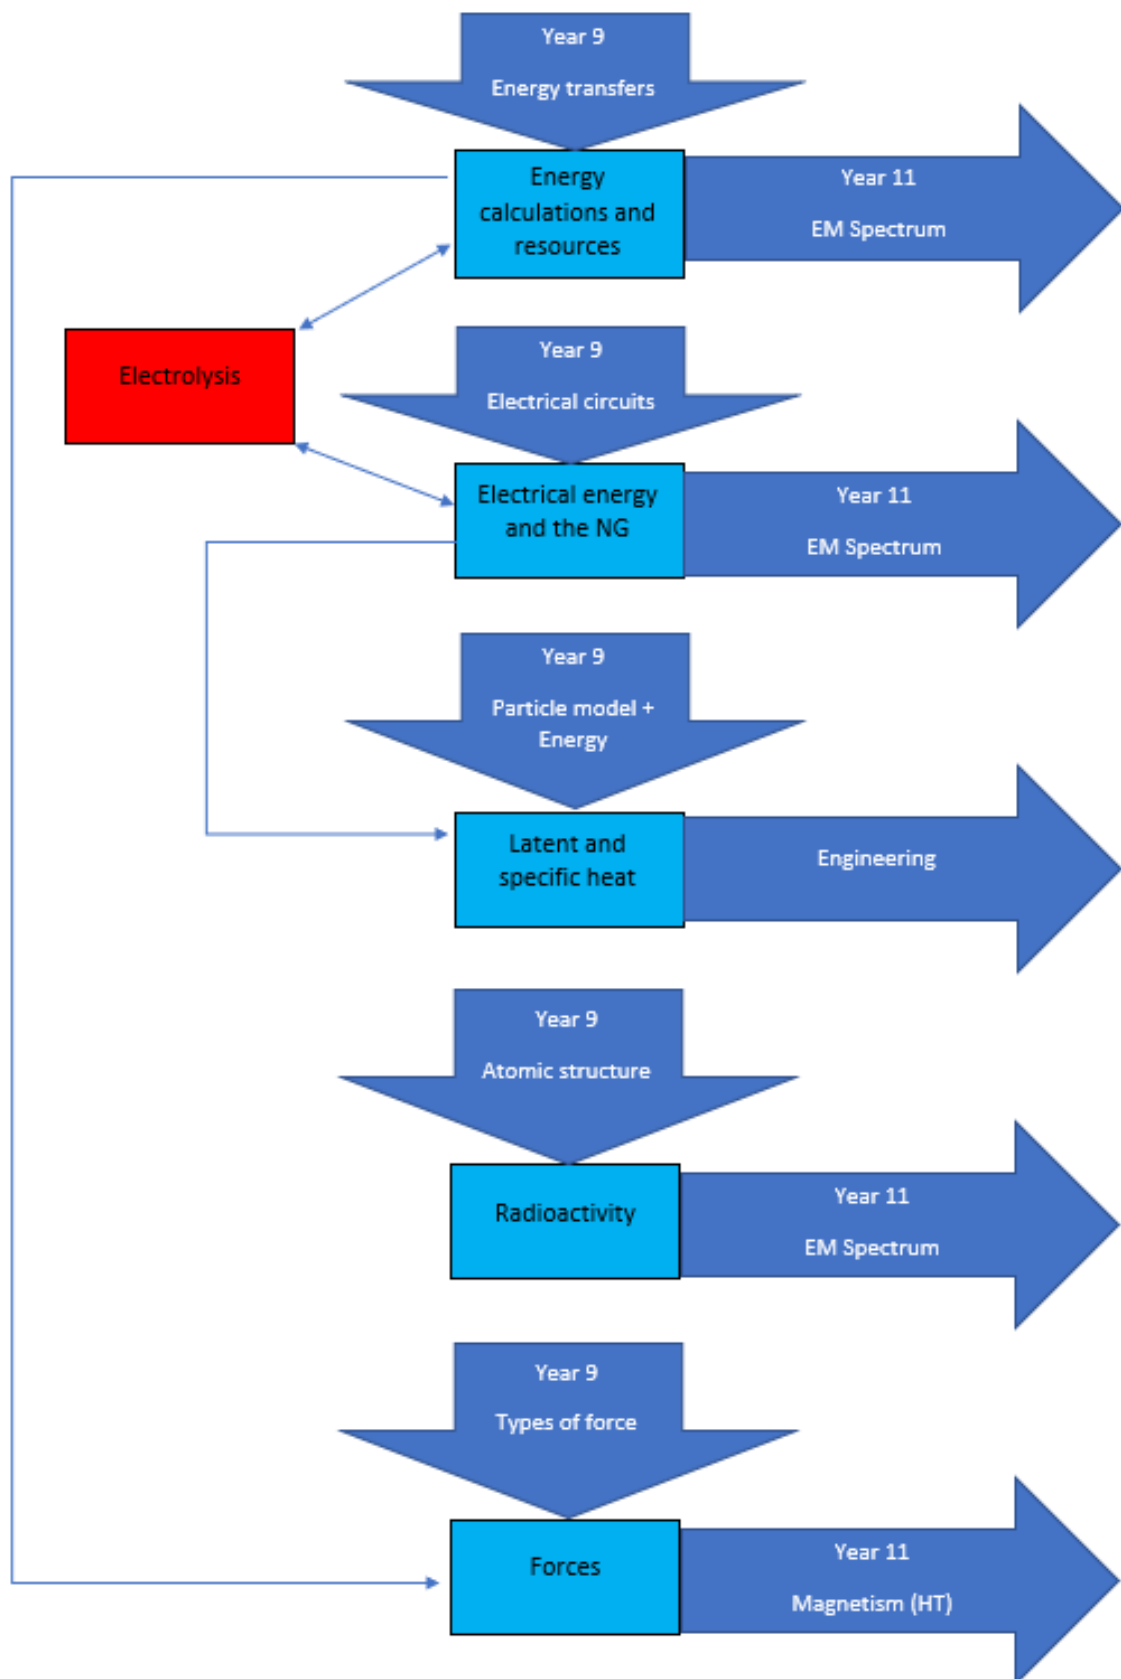 Year 9
Energy transfers
Energy
calculations and
resources
Year 11
EM Spectrum
Electrolysis
Year 9
Electrical circuits
Electrical energy
and the NG
Year 11
EM Spectrum
Year 9
Particle model +
Energy
Latent and
specific heat
Engineering
Year 9
Atomic structure
Radioactivity
Year 11
EM Spectrum
Year 9
Types of force
Forces
Year 11
Magnetism (HT)